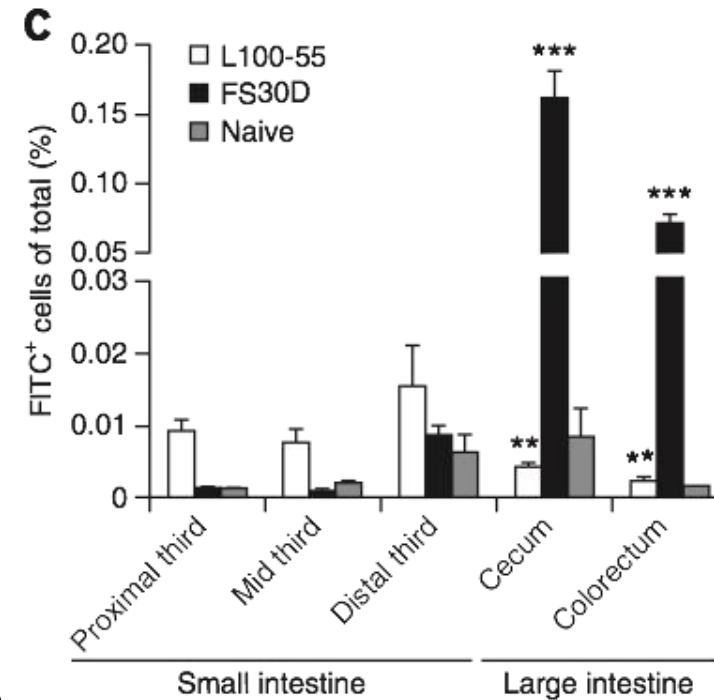 C
0.20
0.15
0.10
0.05
0.03
0.02
0.01
0
FITC⁺ cells of total (%)
L100-55
FS30D
Naive
***
***
**
**
Proximal third
Mid third
Distal third
Cecum
Colorectum
Small intestine
Large intestine